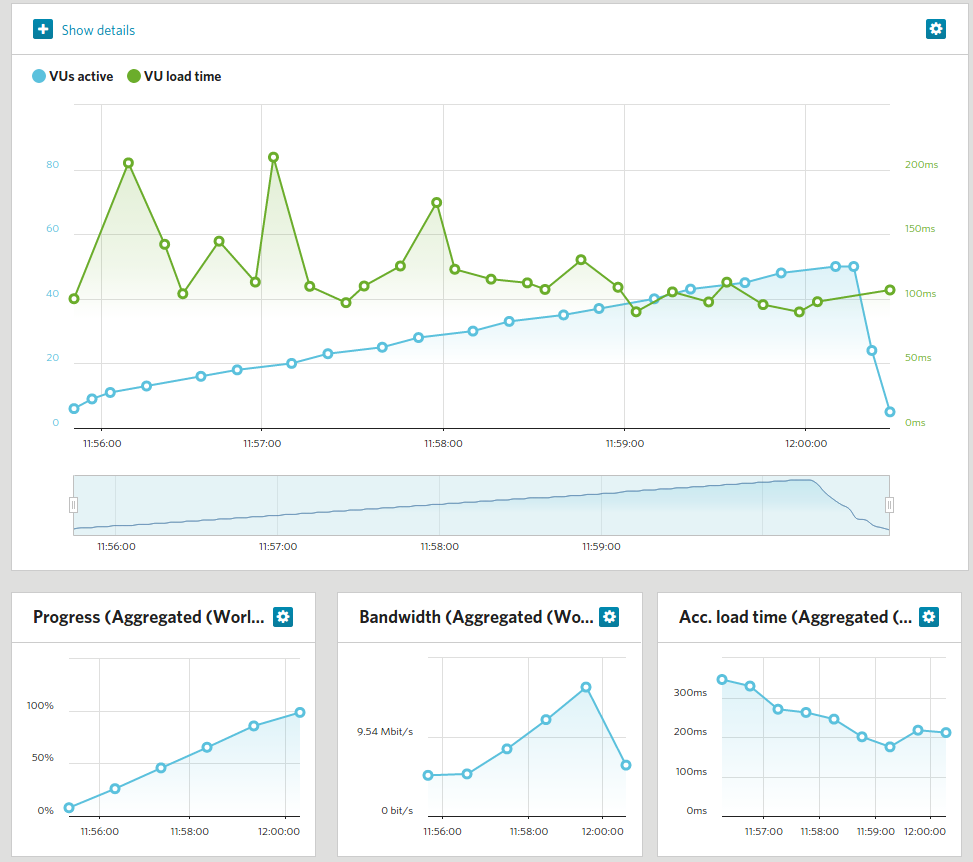 Show details
VUs active VU load time
80 200ms
60 150ms
40 100ms
20 50ms
0 0ms
11:56:00 11:57:00 11:58:00 11:59:00 12:00:00
11:56:00 11:57:00 11:58:00 11:59:00
Progress (Aggregated (Worl...
100%
50%
0%
11:56:00 11:58:00 12:00:00
Bandwidth (Aggregated (Wo...
9.54 Mbit/s
0 bit/s
11:56:00 11:58:00 12:00:00
Acc. load time (Aggregated (...
300ms
200ms
100ms
0ms
11:57:00 11:58:00 11:59:00 12:00:00